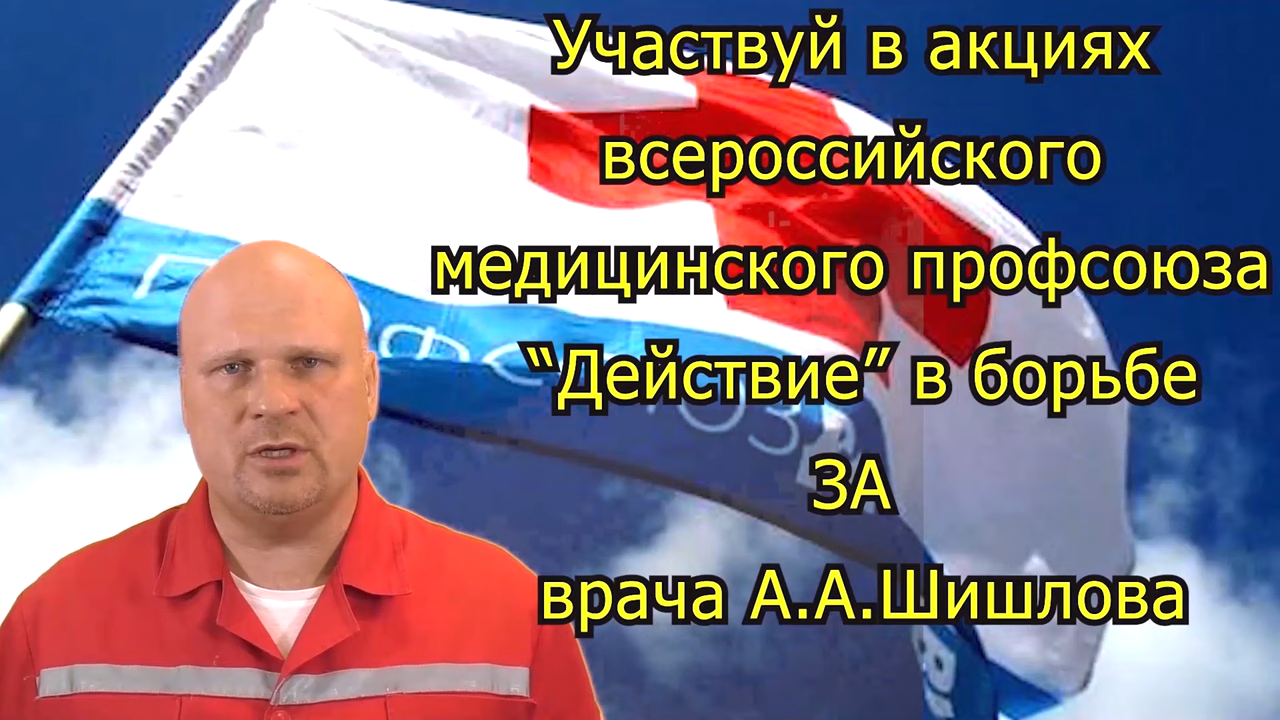 Участвуй в акциях
всероссийского
медицинского профсоюза
“Действие” в борьбе
ЗА
врача А.А.Шишлова